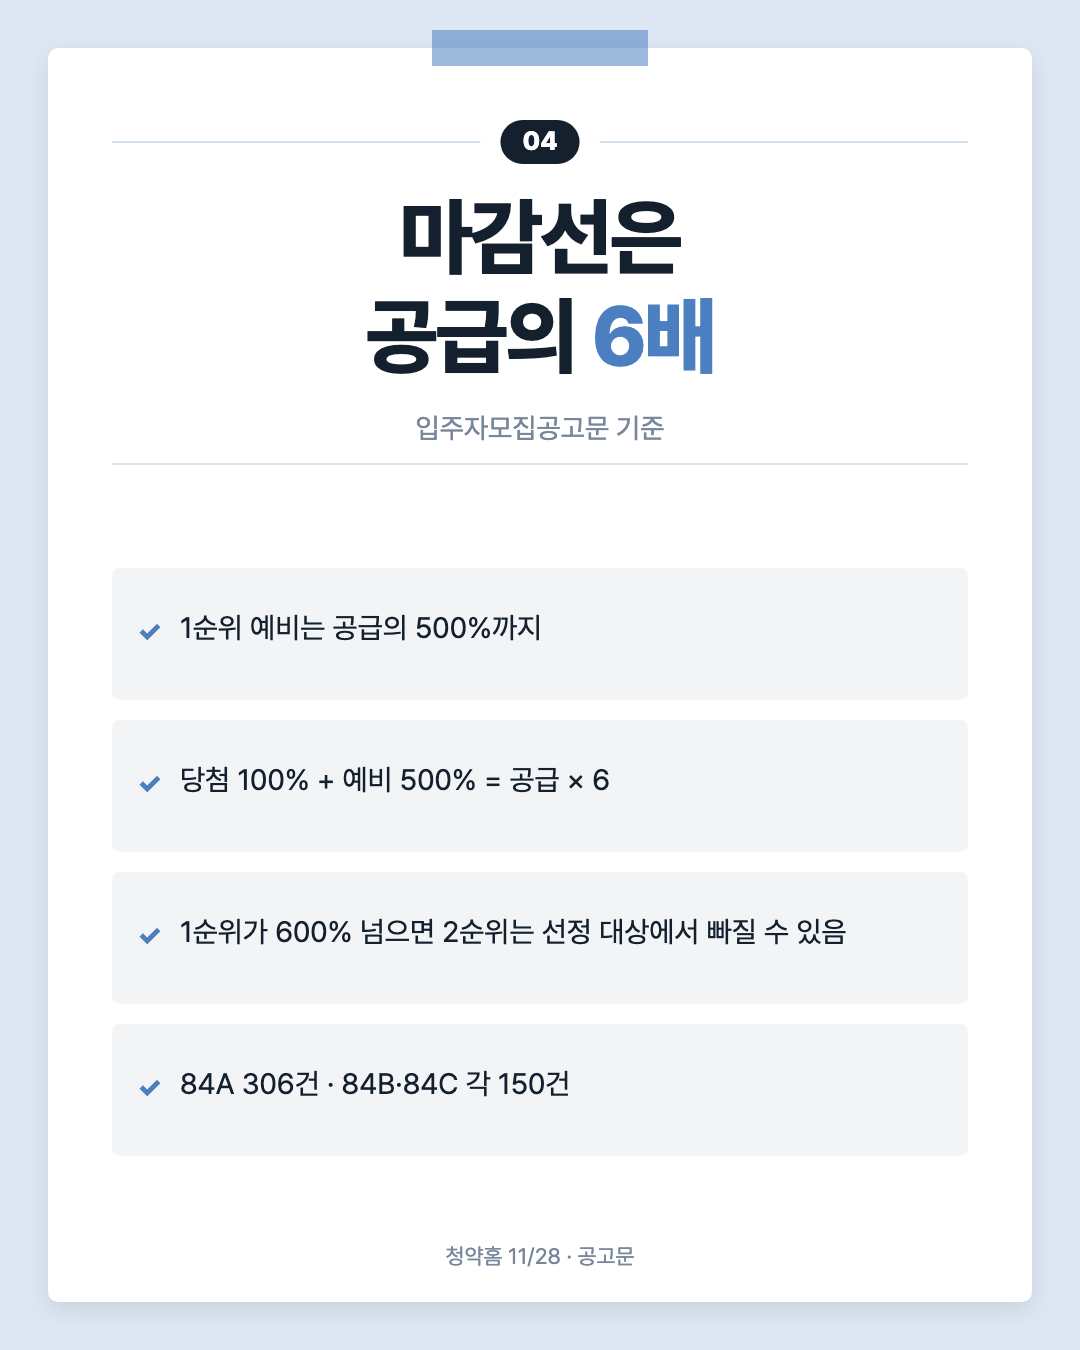 04
마감선은
공급의 6배
입주자모집공고문 기준
1순위 예비는 공급의 500%까지
당첨 100% + 예비 500% = 공급 × 6
1순위가 600% 넘으면 2순위는 선정 대상에서 빠질 수 있음
84A 306건 · 84B·84C 각 150건
청약홈 11/28 · 공고문